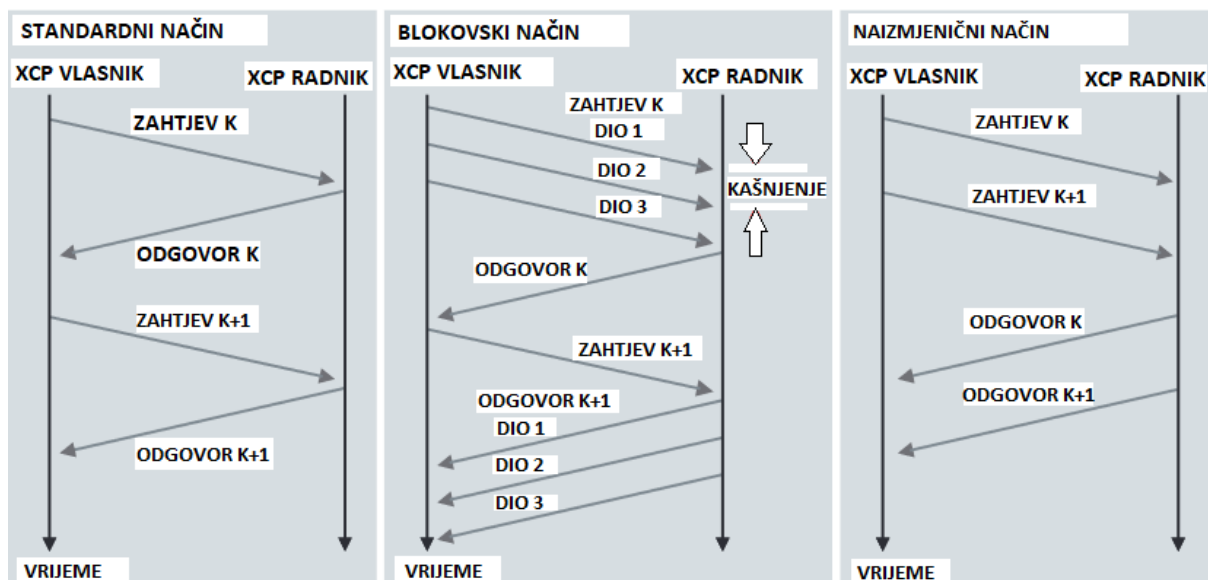 STANDARDNI NAČIN
XCP VLASNIK
XCP RADNIK
ZAHTJEV K
ODGOVOR K
ZAHTJEV K+1
ODGOVOR K+1
VRIJEME
BLOKOVSKI NAČIN
XCP VLASNIK
XCP RADNIK
ZAHTJEV K
DIO 1
DIO 2
KAŠNJENJE
DIO 3
ODGOVOR K
ZAHTJEV K+1
ODGOVOR K+1
DIO 1
DIO 2
DIO 3
VRIJEME
NAIZMJENIČNI NAČIN
XCP VLASNIK
XCP RADNIK
ZAHTJEV K
ZAHTJEV K+1
ODGOVOR K
ODGOVOR K+1
VRIJEME